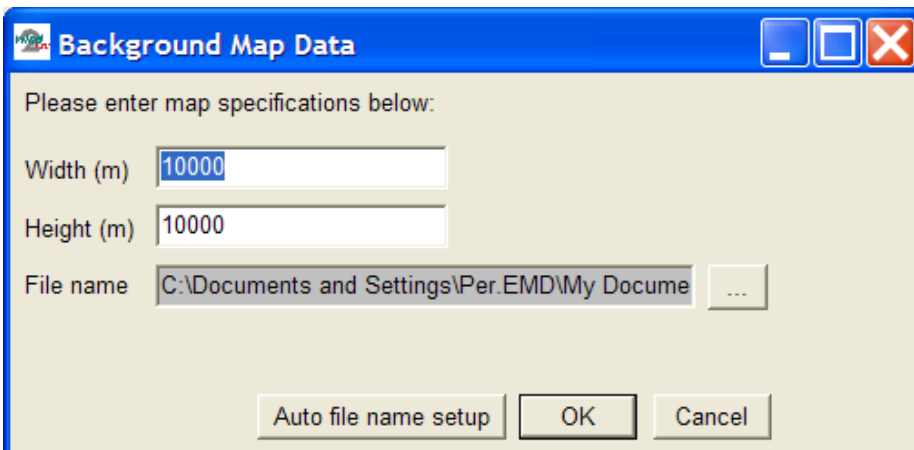 Background Map Data
Please enter map specifications below:
Width (m) 10000
Height (m) 10000
File name C:\Documents and Settings\Per.EMD\My Docume ...
Auto file name setup OK Cancel